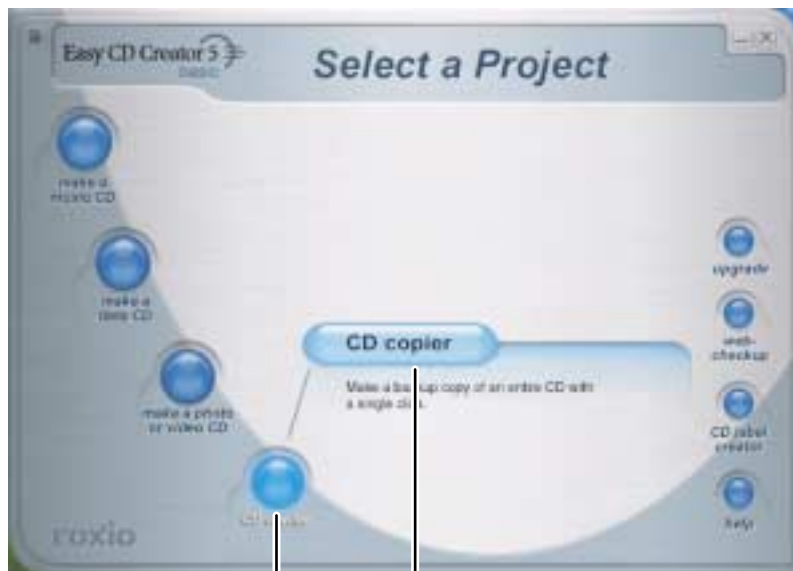 Easy CD Creator 5
BASIC
Select a Project
make a
music CD
make a
data CD
make a photo
or video CD
CD copier
Make a backup copy of an entire CD with
a single click.
CD copier
upgrade
web-
checkup
CD label
creator
help
roxio